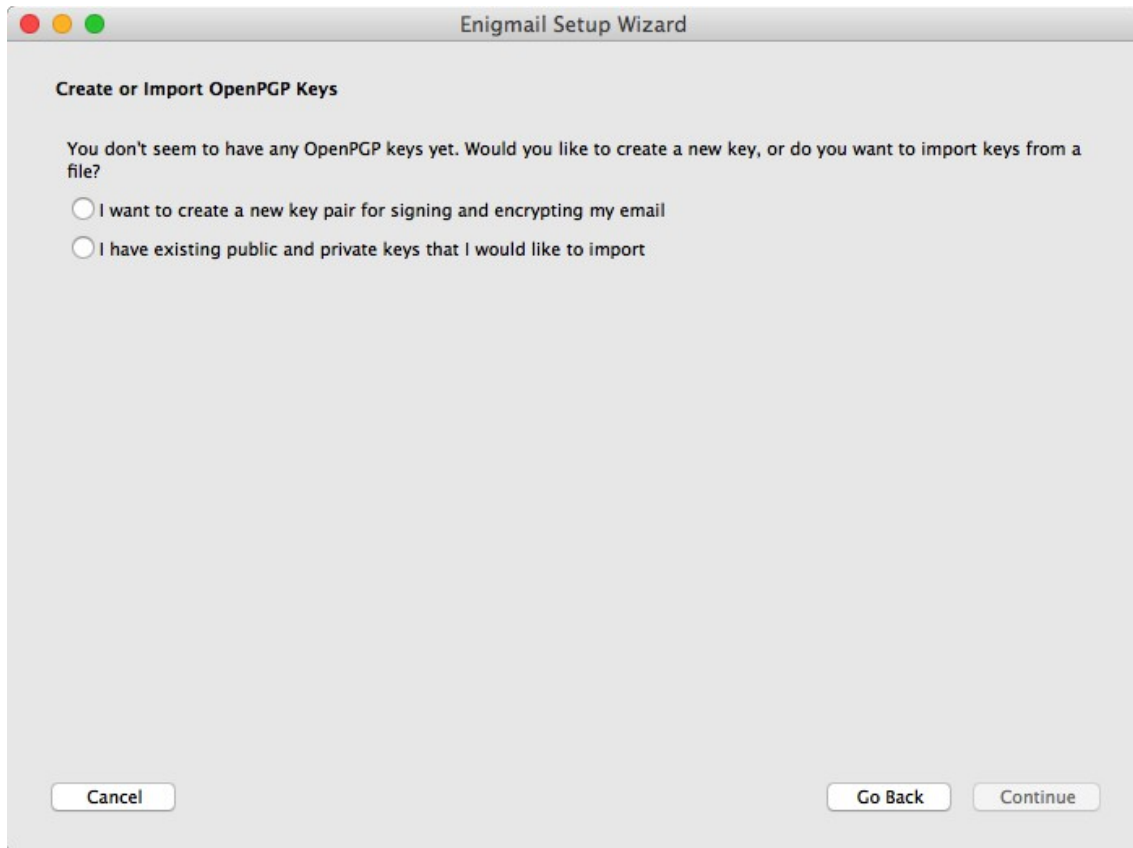 Enigmail Setup Wizard
Create or Import OpenPGP Keys
You don't seem to have any OpenPGP keys yet. Would you like to create a new key, or do you want to import keys from a
file?
I want to create a new key pair for signing and encrypting my email
I have existing public and private keys that I would like to import
Cancel
Go Back
Continue